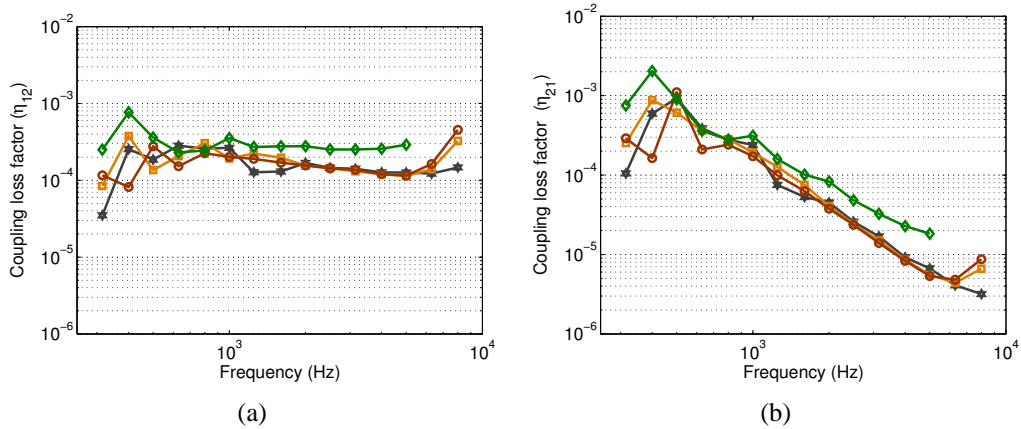 10^-2
10^-3
10^-4
10^-5
10^-6
10^3
10^4
Coupling loss factor (η12)
Frequency (Hz)
(a)
10^-2
10^-3
10^-4
10^-5
10^-6
10^3
10^4
Coupling loss factor (η21)
Frequency (Hz)
(b)